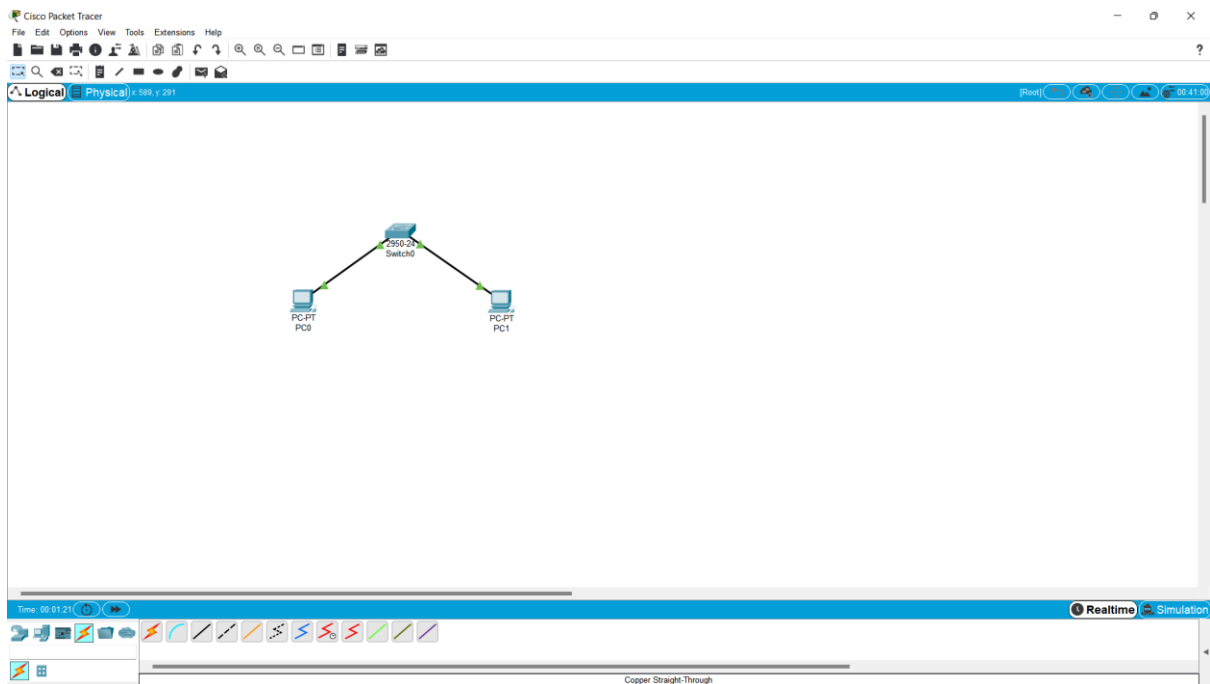 Cisco Packet Tracer
File Edit Options View Tools Extensions Help
?
Logical Physical x: 589, y: 291 [Root] 00:41:00
2950-24
Switch0
PC-PT PC-PT
PC0 PC1
Time: 00:01:21 Realtime Simulation
Copper Straight-Through